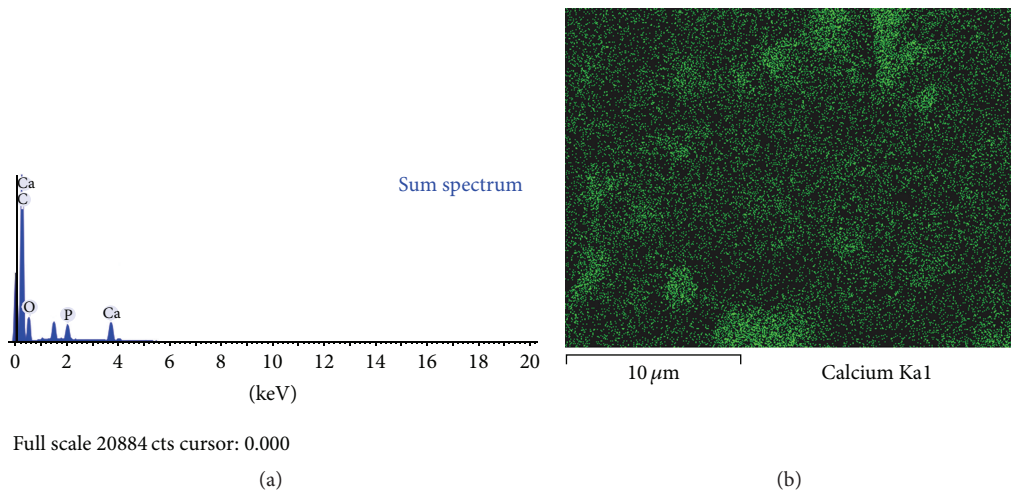 Ca
C
Sum spectrum
O
P
Ca
0 2 4 6 8 10 12 14 16 18 20
(keV)
Full scale 20884 cts cursor: 0.000
(a)
10 μm
Calcium Ka1
(b)